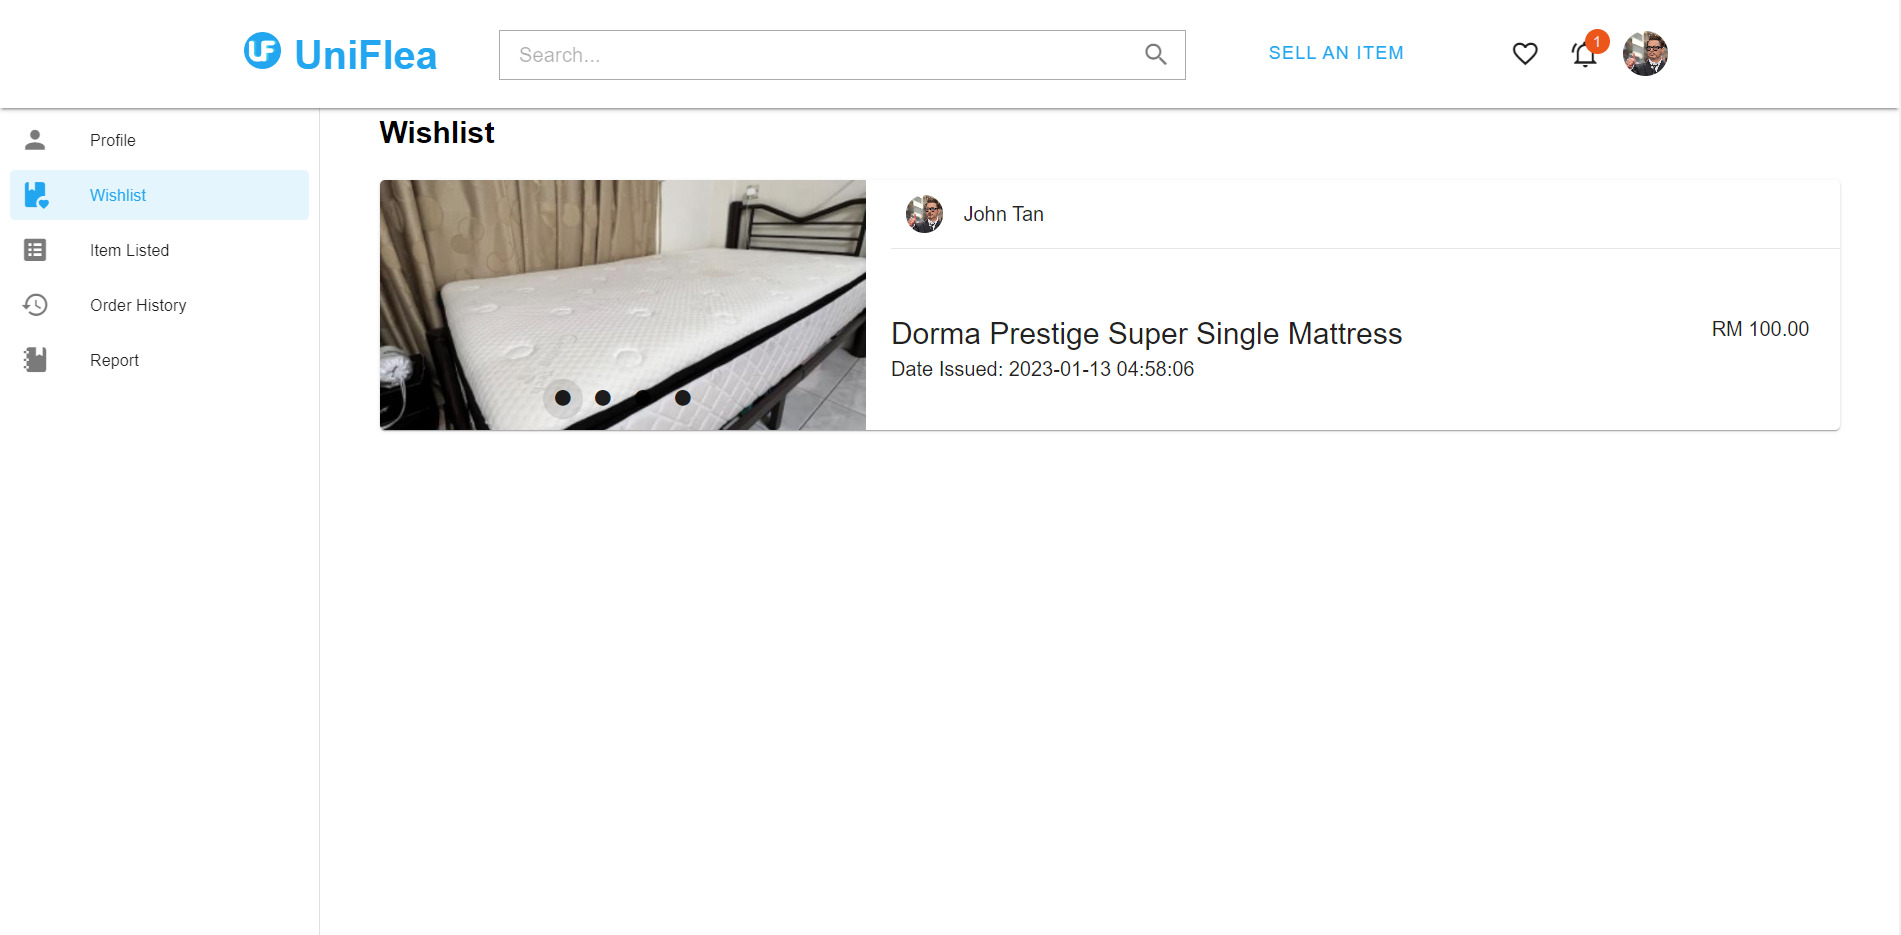 UF UniFlea
Search...
SELL AN ITEM
1
Profile
Wishlist
Item Listed
Order History
Report
Wishlist
John Tan
Dorma Prestige Super Single Mattress
RM 100.00
Date Issued: 2023-01-13 04:58:06